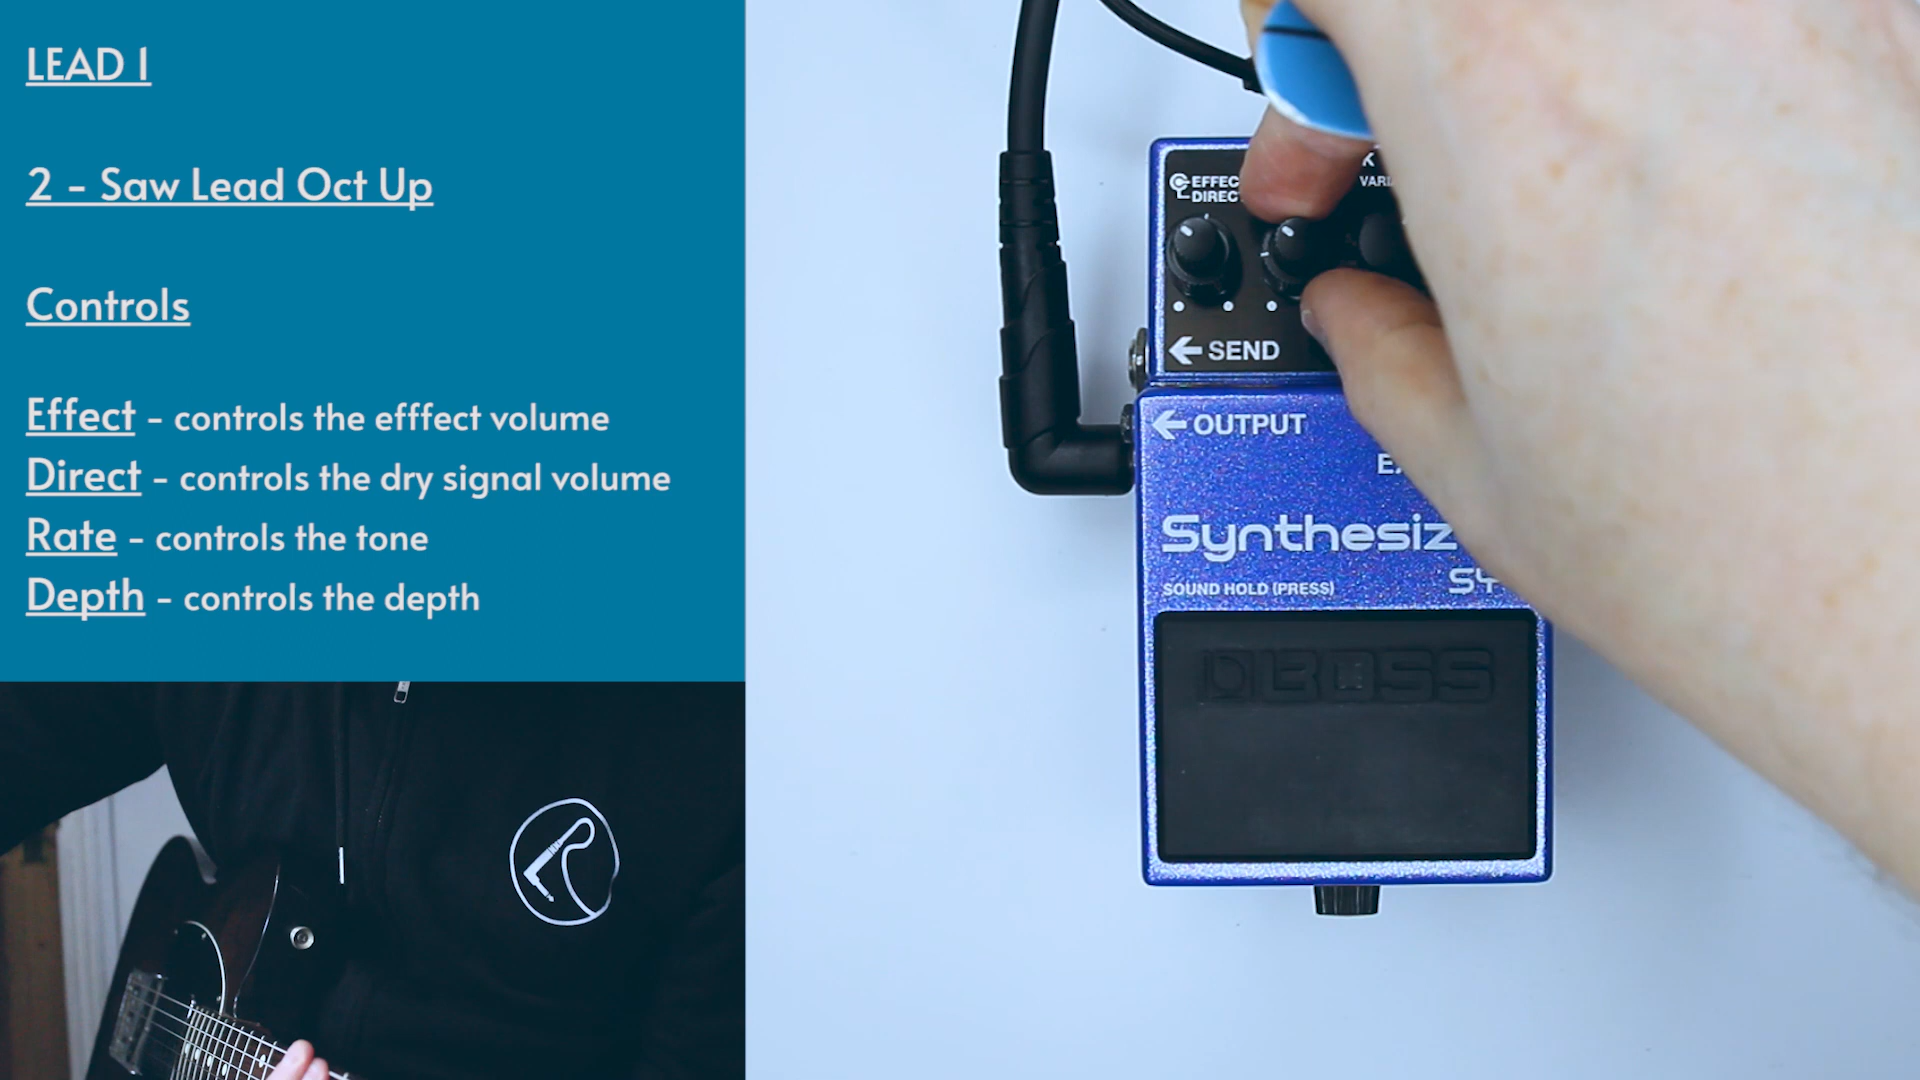 LEAD 1
2 - Saw Lead Oct Up
Controls
Effect - controls the efffect volume
Direct - controls the dry signal volume
Rate - controls the tone
Depth - controls the depth
SEND
OUTPUT
SOUND HOLD (PRESS)
BOSS